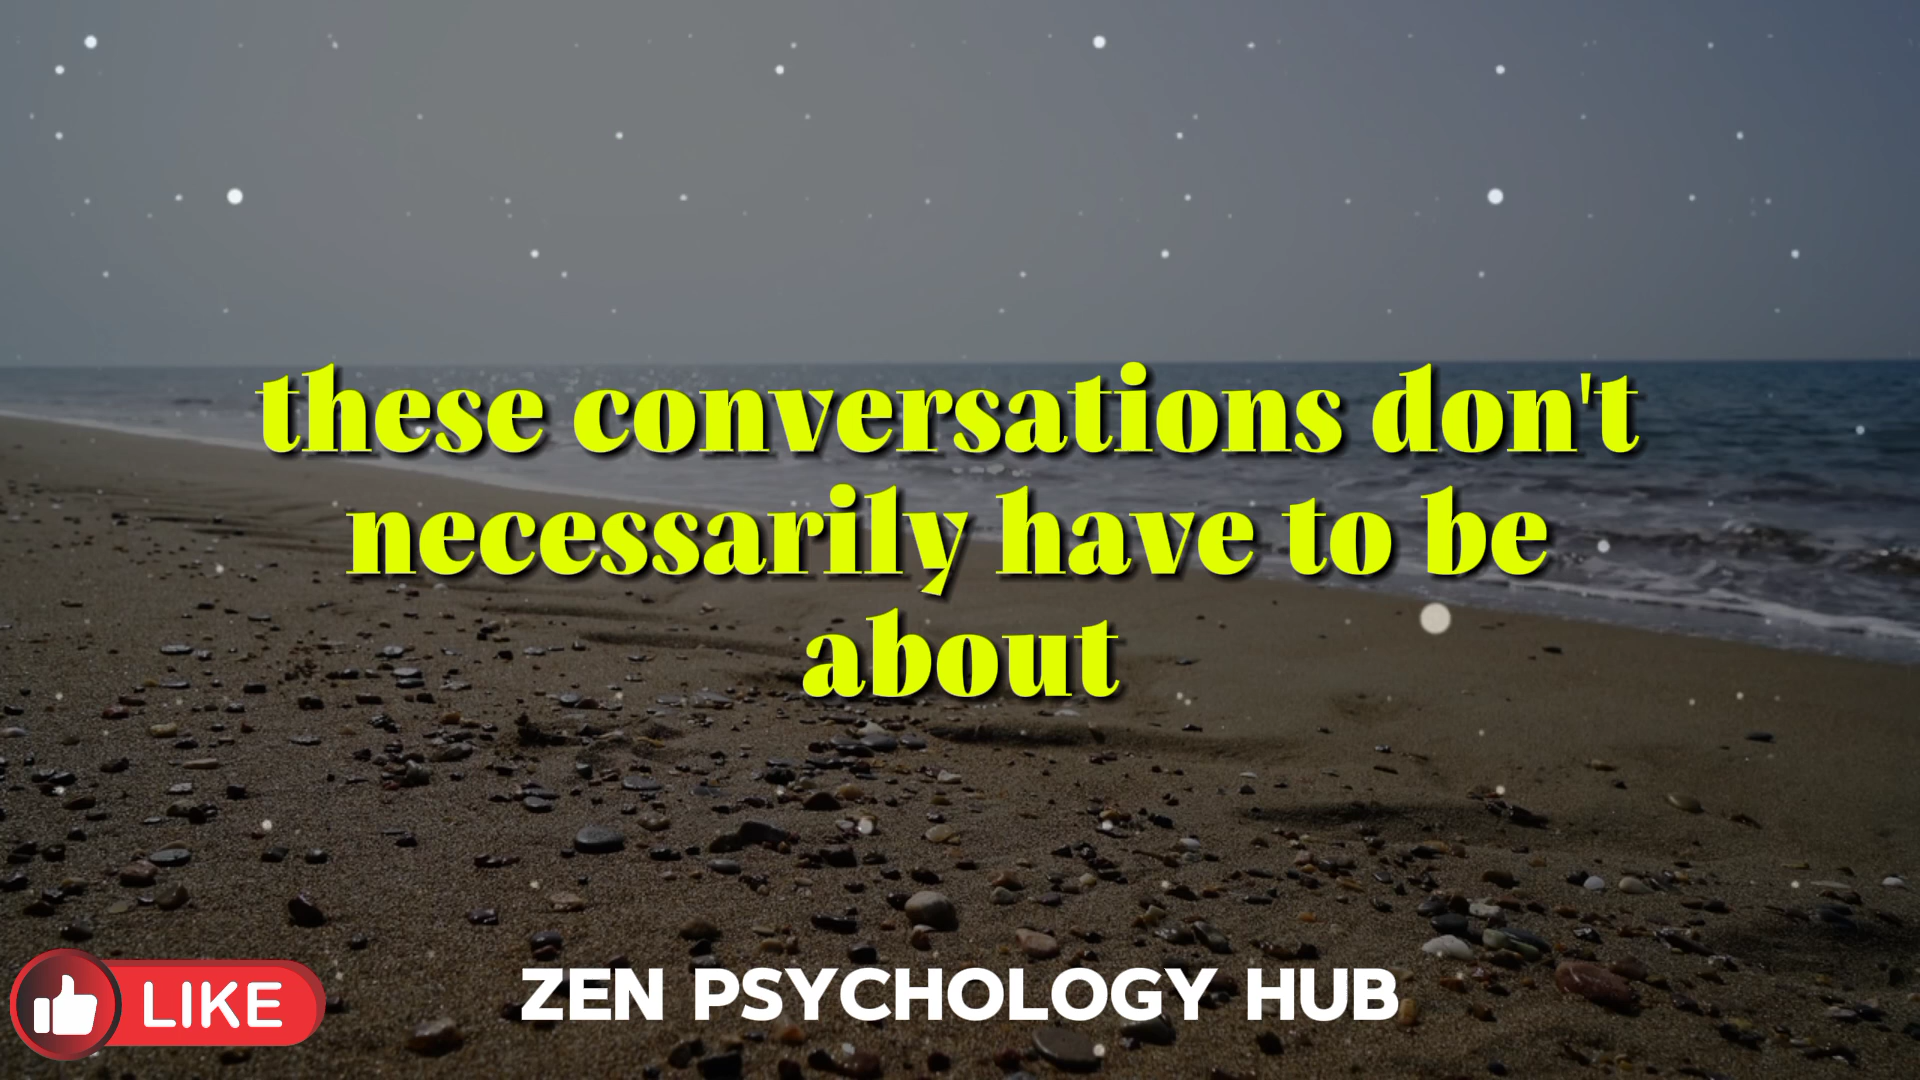 these conversations don't
necessarily have to be
about
LIKE
ZEN PSYCHOLOGY HUB